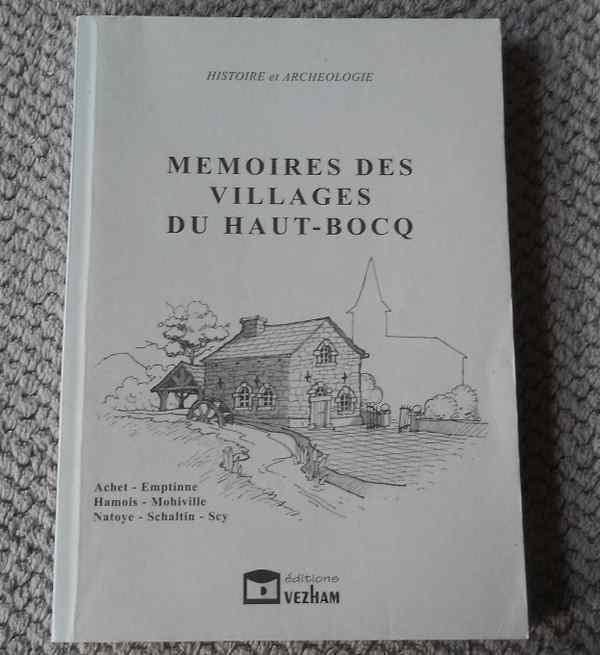 HISTOIRE et ARCHEOLOGIE
MEMOIRES DES
VILLAGES
DU HAUT-BOCQ
Achet - Emptinne
Hamois - Mohiville
Natoye - Schaltin - Scy
éditions
VEZHAM